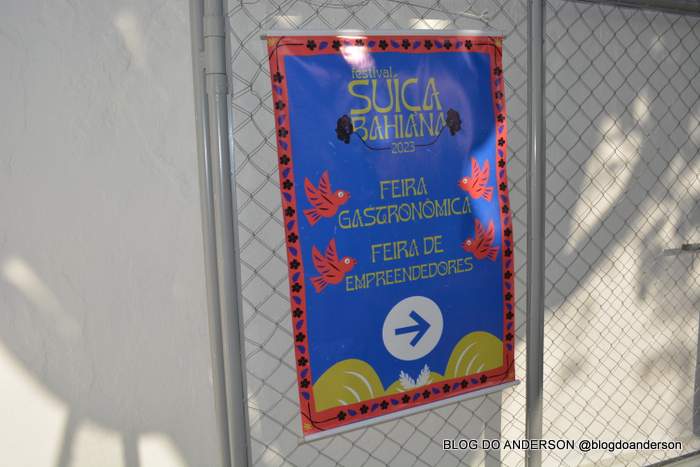 festival
SUÍÇA
BAHIANA
2023
FEIRA
GASTRONÔMICA
FEIRA DE
EMPREENDEDORES
BLOG DO ANDERSON @blogdoanderson